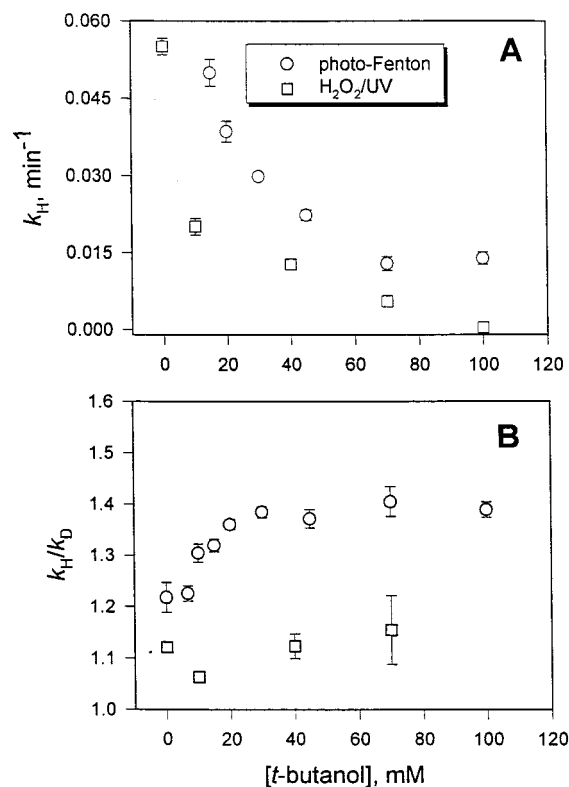 A
photo-Fenton
H₂O₂/UV
0.060
0.045
0.030
0.015
0.000
k_H, min⁻¹
0 20 40 60 80 100 120
B
1.6
1.5
1.4
1.3
1.2
1.1
1.0
k_H/k_D
0 20 40 60 80 100 120
[t-butanol], mM